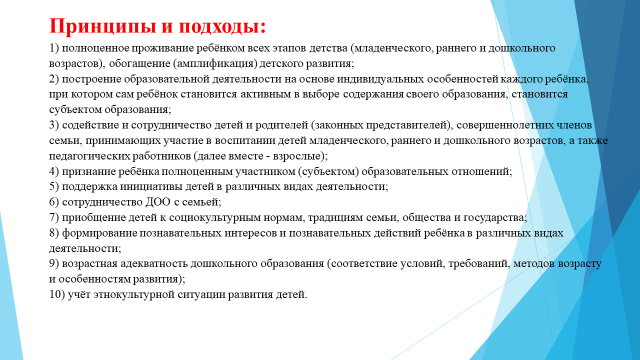 Принципы и подходы:
1) полноценное проживание ребёнком всех этапов детства (младенческого, раннего и дошкольного
возрастов), обогащение (амплификация) детского развития;
2) построение образовательной деятельности на основе индивидуальных особенностей каждого ребёнка,
при котором сам ребёнок становится активным в выборе содержания своего образования, становится
субъектом образования;
3) содействие и сотрудничество детей и родителей (законных представителей), совершеннолетних членов
семьи, принимающих участие в воспитании детей младенческого, раннего и дошкольного возрастов, а также
педагогических работников (далее вместе - взрослые);
4) признание ребёнка полноценным участником (субъектом) образовательных отношений;
5) поддержка инициативы детей в различных видах деятельности;
6) сотрудничество ДОО с семьей;
7) приобщение детей к социокультурным нормам, традициям семьи, общества и государства;
8) формирование познавательных интересов и познавательных действий ребёнка в различных видах
деятельности;
9) возрастная адекватность дошкольного образования (соответствие условий, требований, методов возрасту
и особенностям развития);
10) учёт этнокультурной ситуации развития детей.